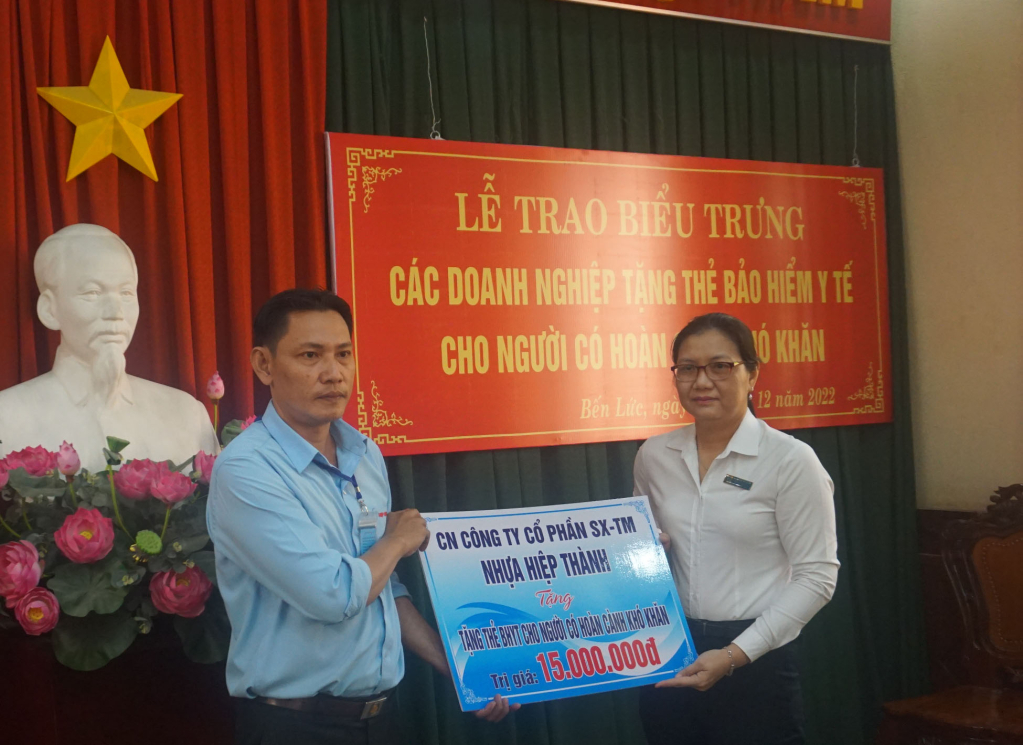 LỄ TRAO BIỂU TRƯNG
CÁC DOANH NGHIỆP TẶNG THẺ BẢO HIỂM Y TẾ
CHO NGƯỜI CÓ HOÀN KHÓ KHĂN
Bến Lức, ngày 12 năm 2022
CN CÔNG TY CỔ PHẦN SX-TM
NHỰA HIỆP THÀNH
Tặng
TẶNG THẺ BHYT CHO NGƯỜI CÓ HOÀN CẢNH KHÓ KHĂN
Trị giá: 15.000.000đ